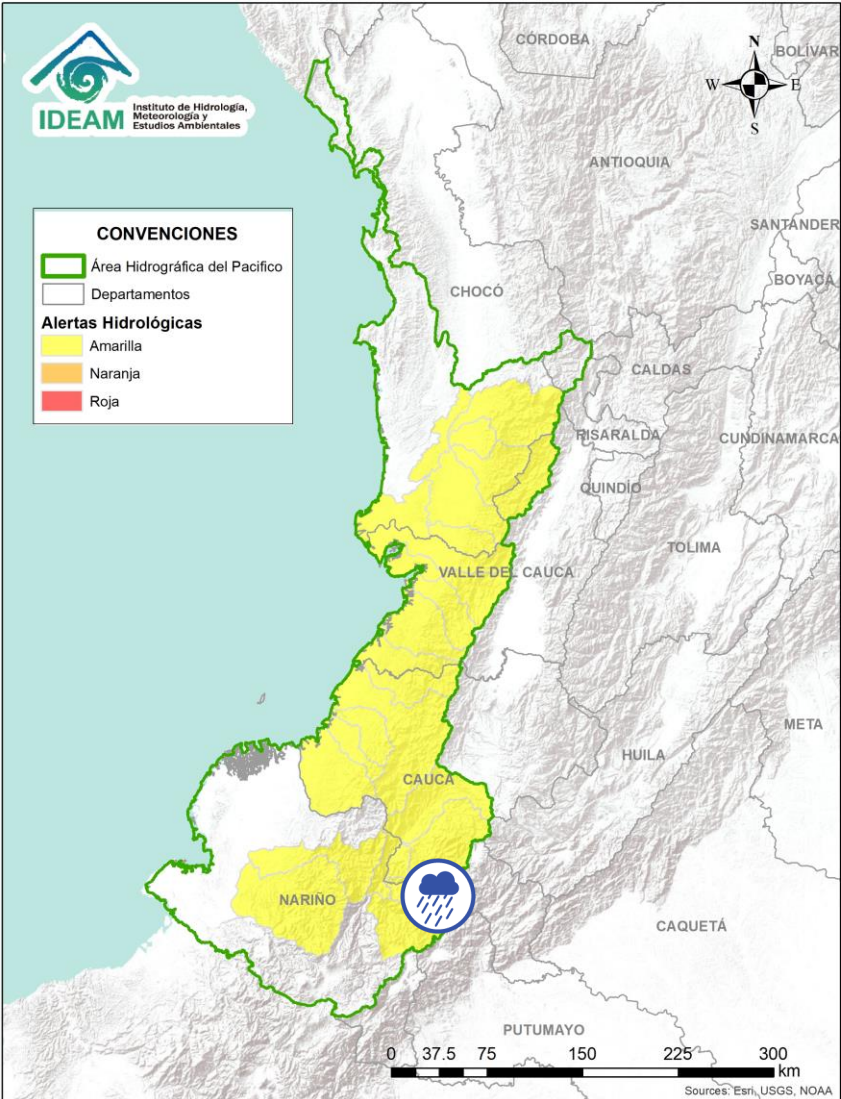 IDEAM
Instituto de Hidrología,
Meteorología y
Estudios Ambientales
CÓRDOBA
BOLÍVAR
N
W
E
S
ANTIOQUIA
SANTANDER
BOYACÁ
CONVENCIONES
Área Hidrográfica del Pacifico
Departamentos
Alertas Hidrológicas
Amarilla
Naranja
Roja
CHOCÓ
CALDAS
RISARALDA
CUNDINAMARCA
QUINDÍO
TOLIMA
VALLE DEL CAUCA
META
HUILA
CAUCA
NARIÑO
CAQUETÁ
PUTUMAYO
0 37.5 75 150 225 300
km
Sources: Esri, USGS, NOAA